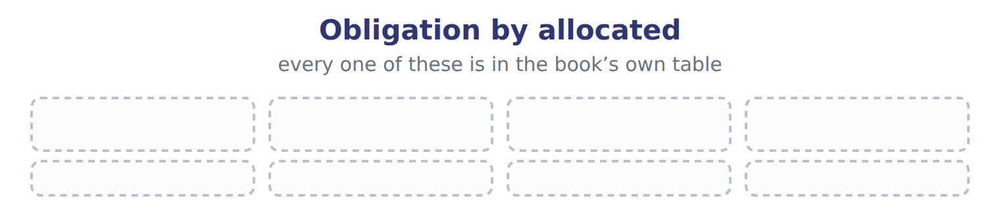 Obligation by allocated
every one of these is in the book’s own table